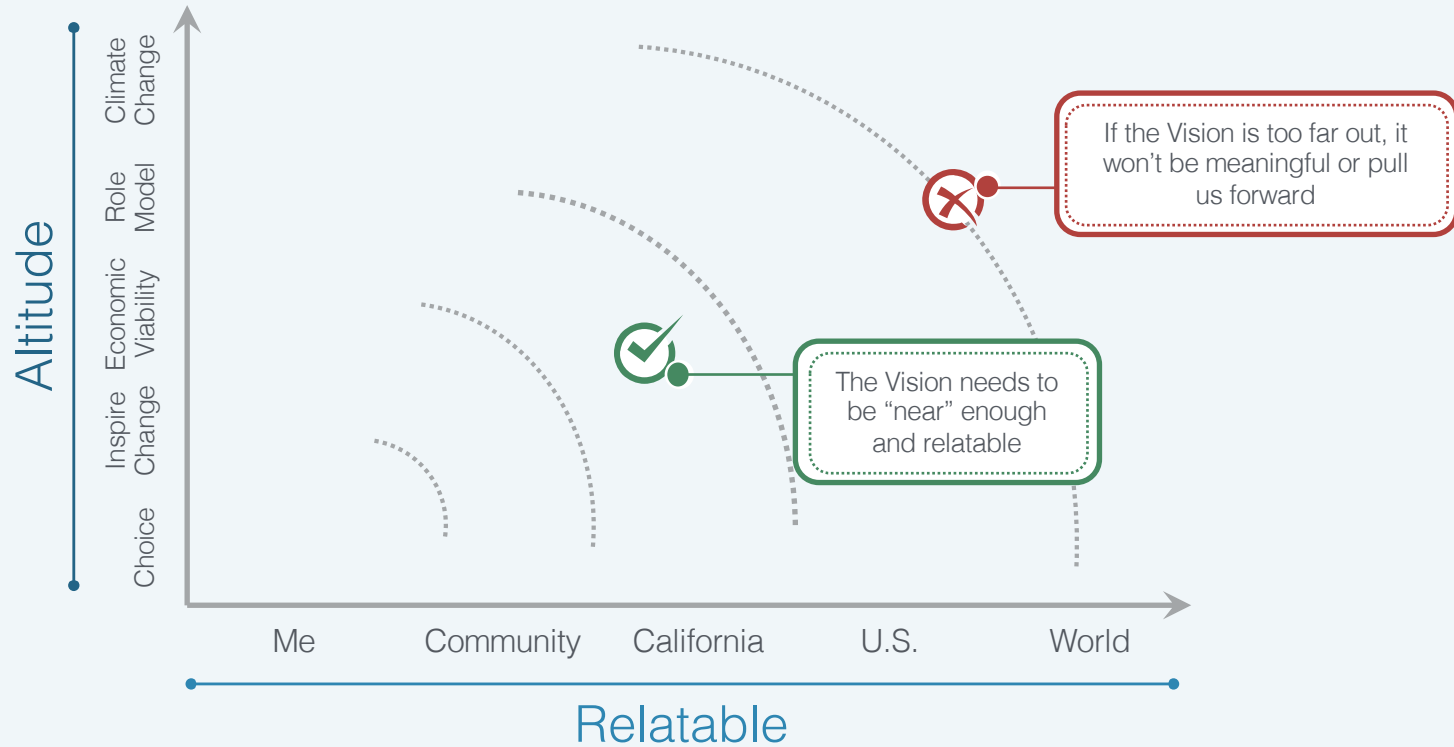 Altitude
Climate
Change
Role
Model
Economic
Viability
Inspire
Change
Choice
If the Vision is too far out, it
won’t be meaningful or pull
us forward
The Vision needs to
be “near” enough
and relatable
Me
Community
California
U.S.
World
Relatable